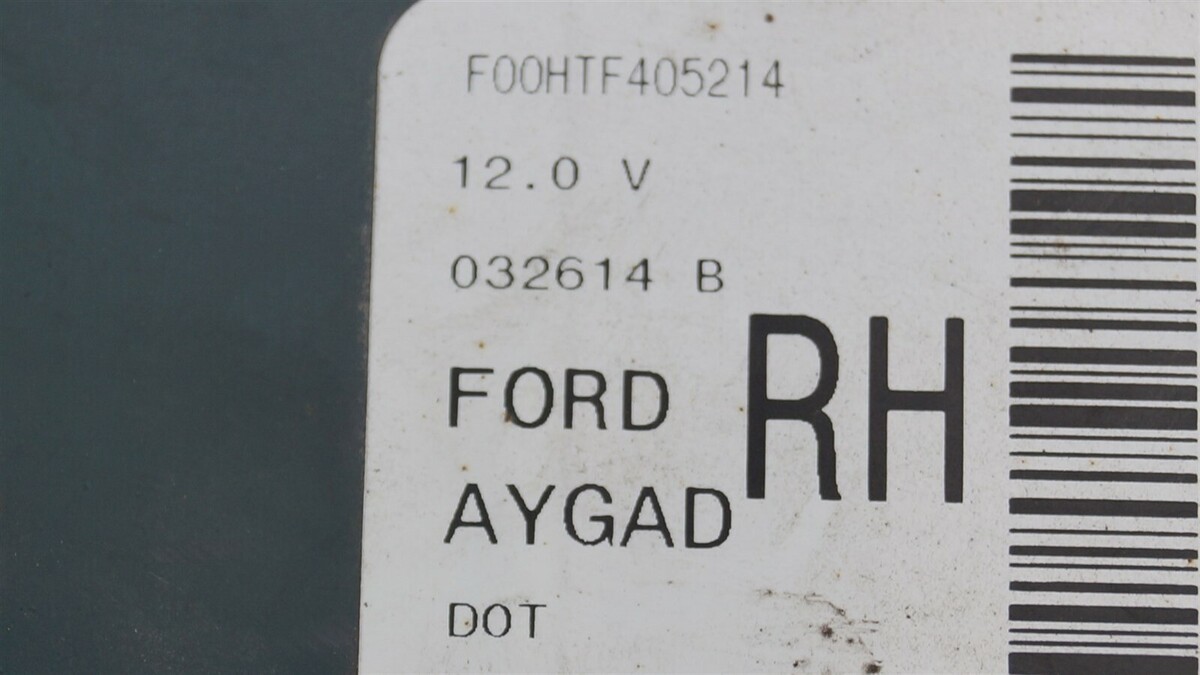 F00HTF405214
12.0 V
032614 B
FORD
RH
AYGAD
DOT